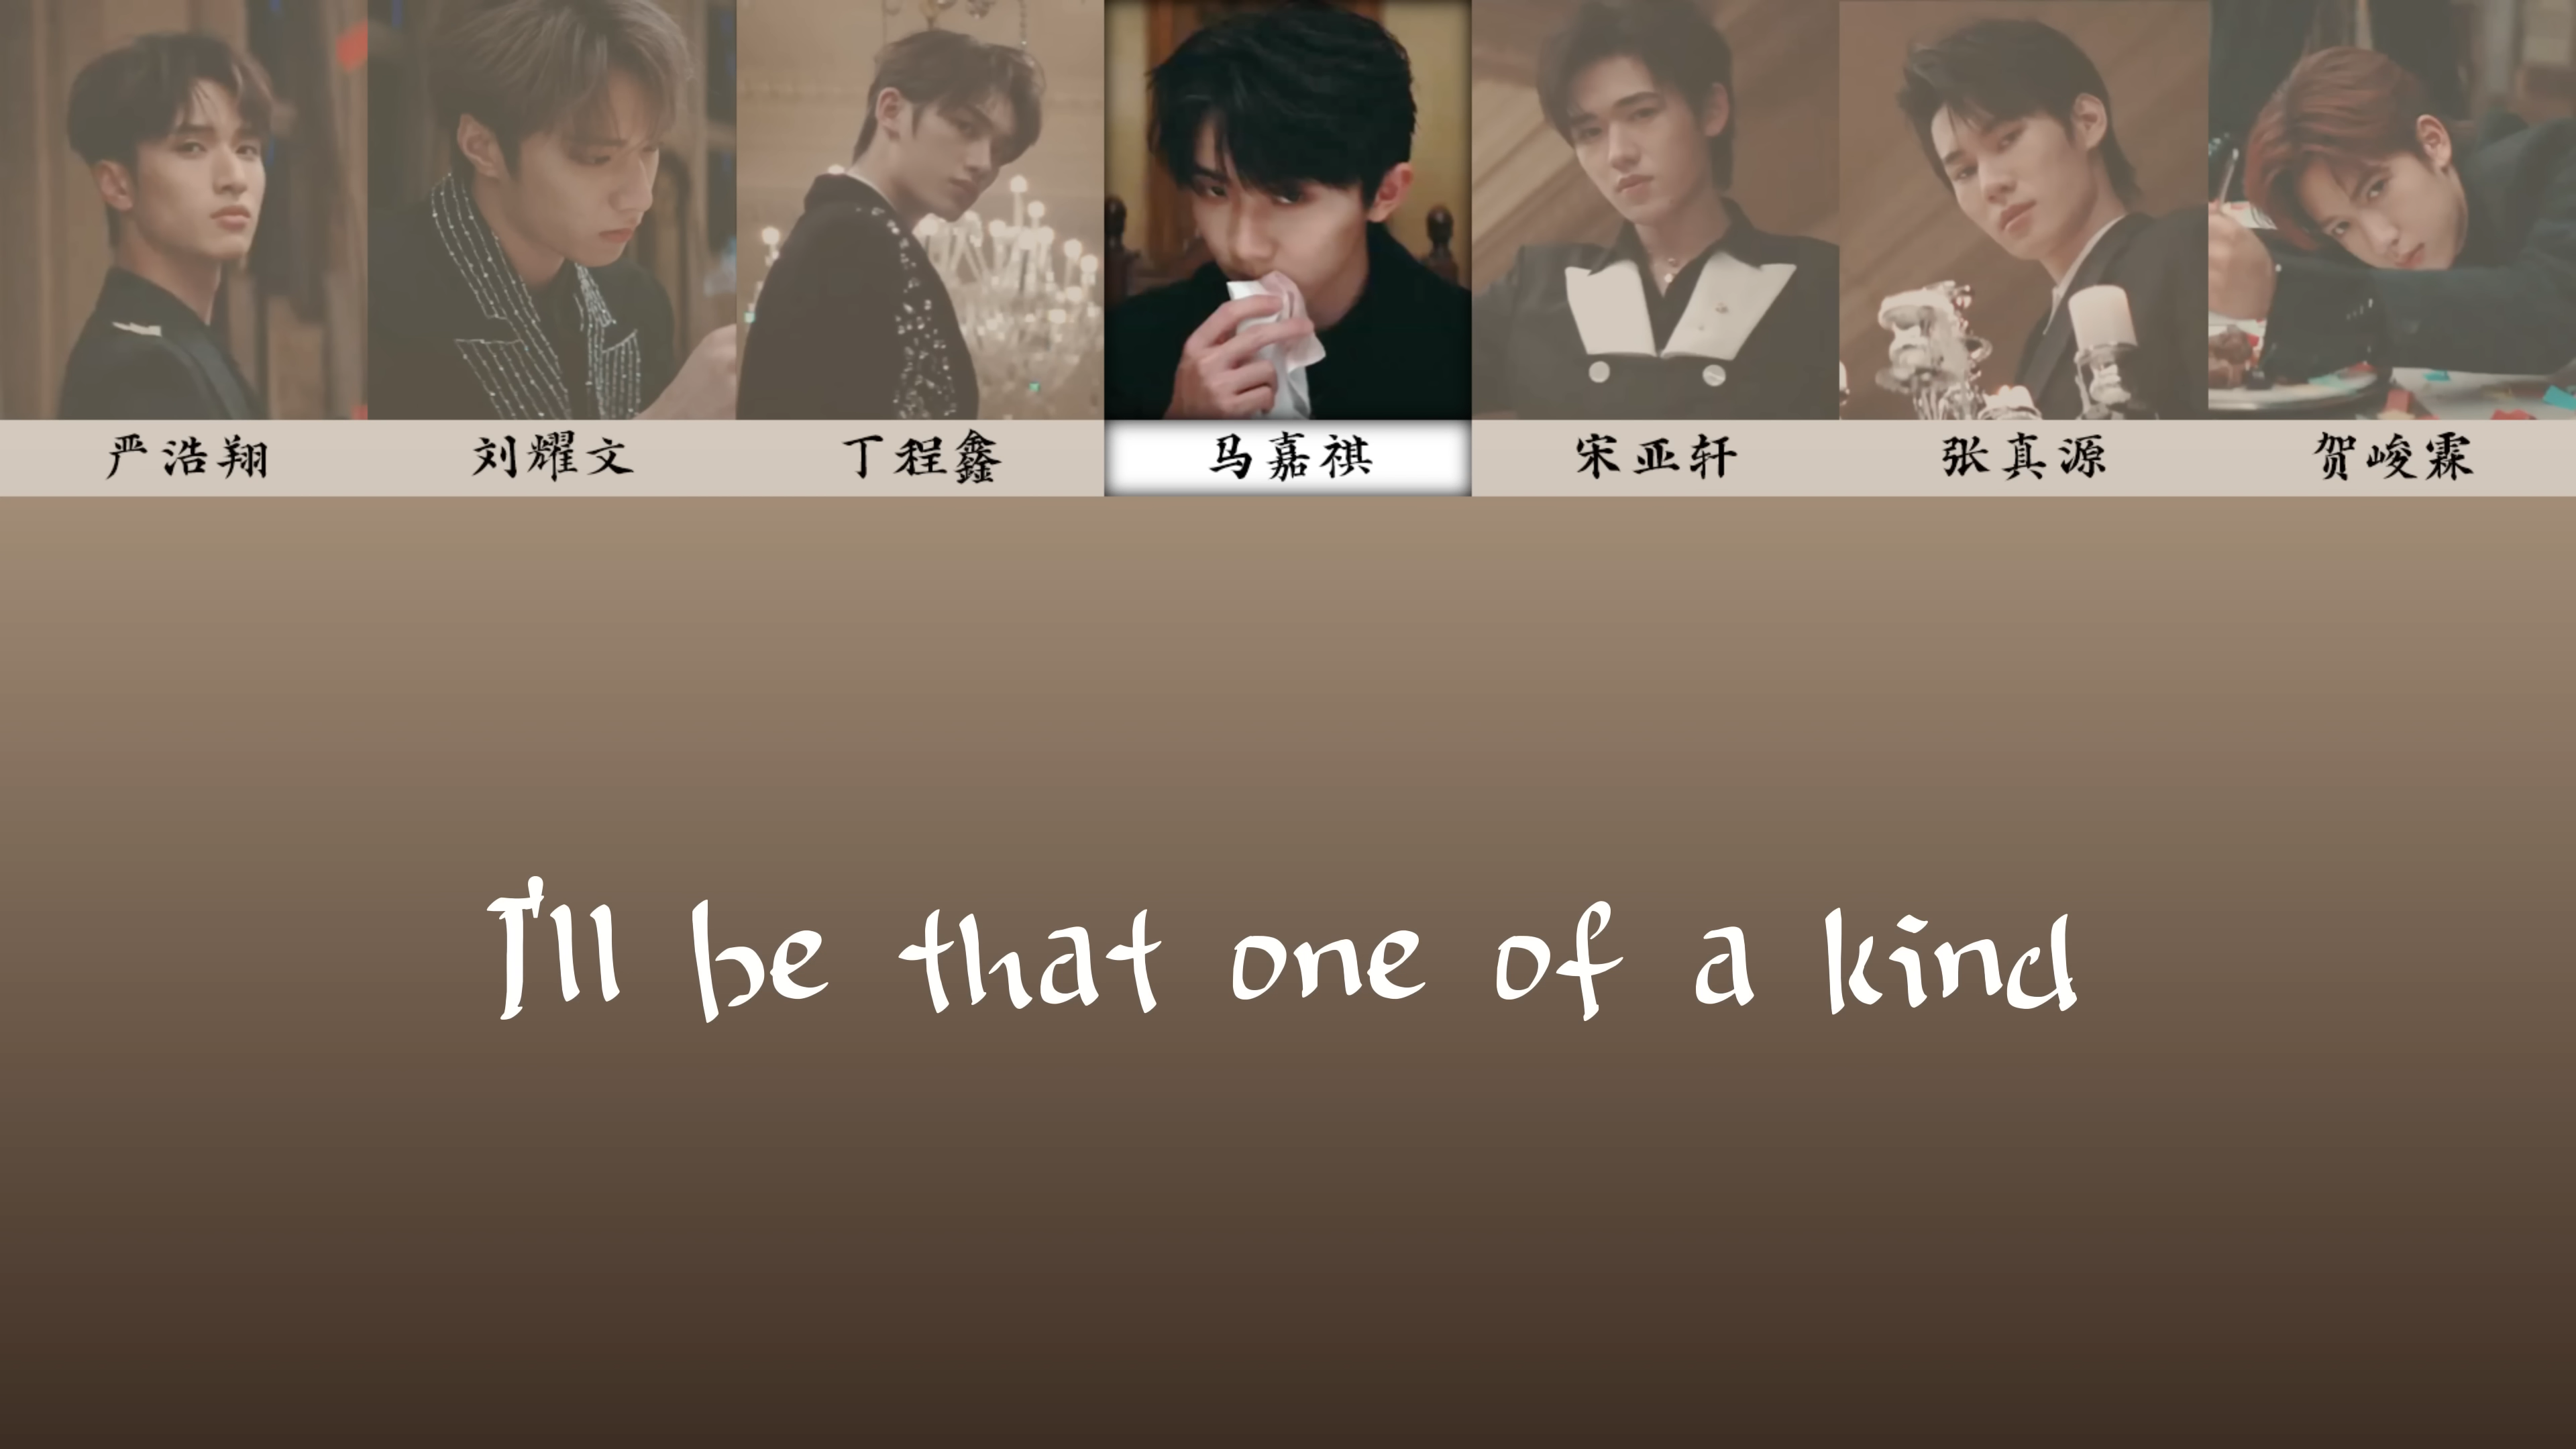 严浩翔
刘耀文
丁程鑫
马嘉祺
宋亚轩
张真源
贺峻霖
I'll be that one of a kind